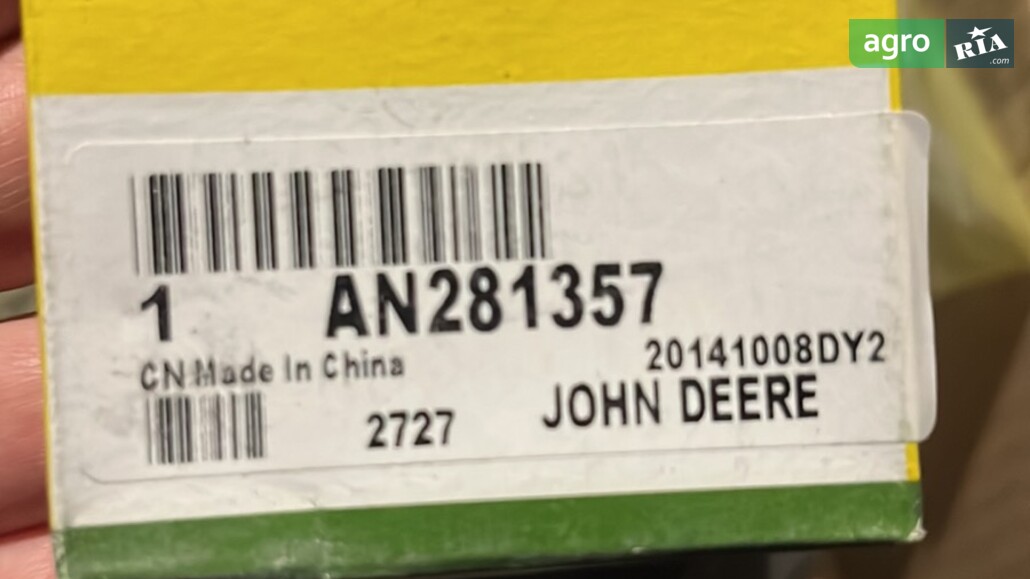 agro RIA.com
1 AN281357
20141008DY2
CN Made In China
2727 JOHN DEERE